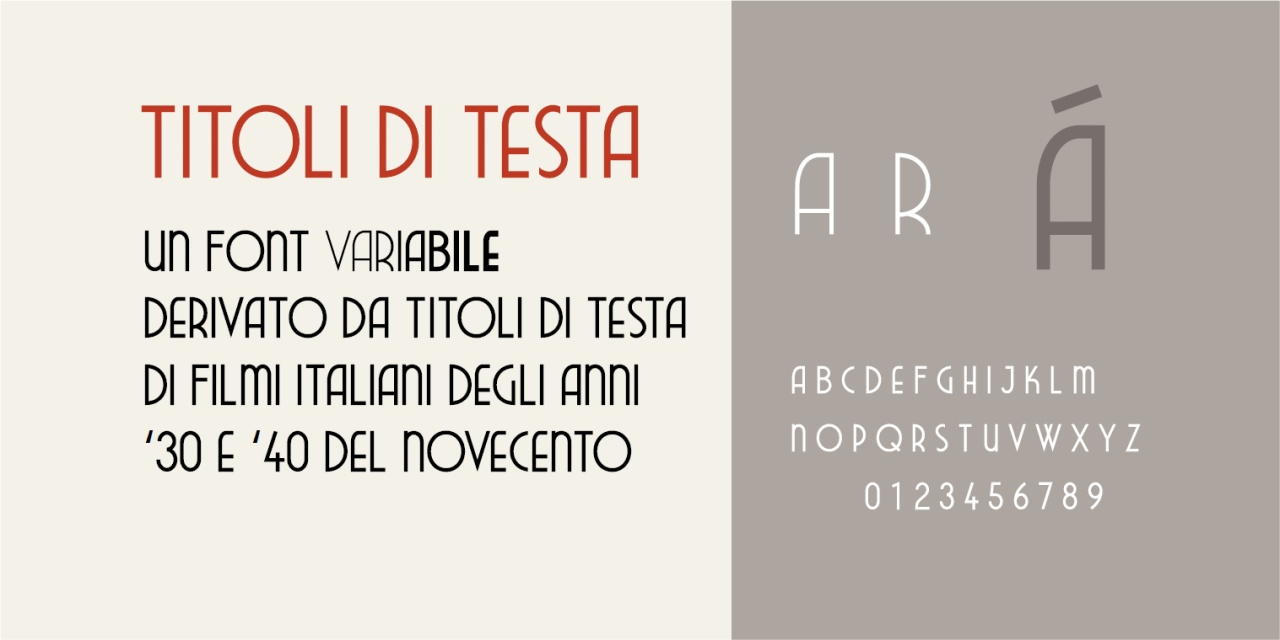 TITOLI DI TESTA
UN FONT VARIABILE
DERIVATO DA TITOLI DI TESTA
DI FILMI ITALIANI DEGLI ANNI
‘30 E ‘40 DEL NOVECENTO
A R Á
ABCDEFGHIJKLM
NOPQRSTUVWXYZ
0123456789